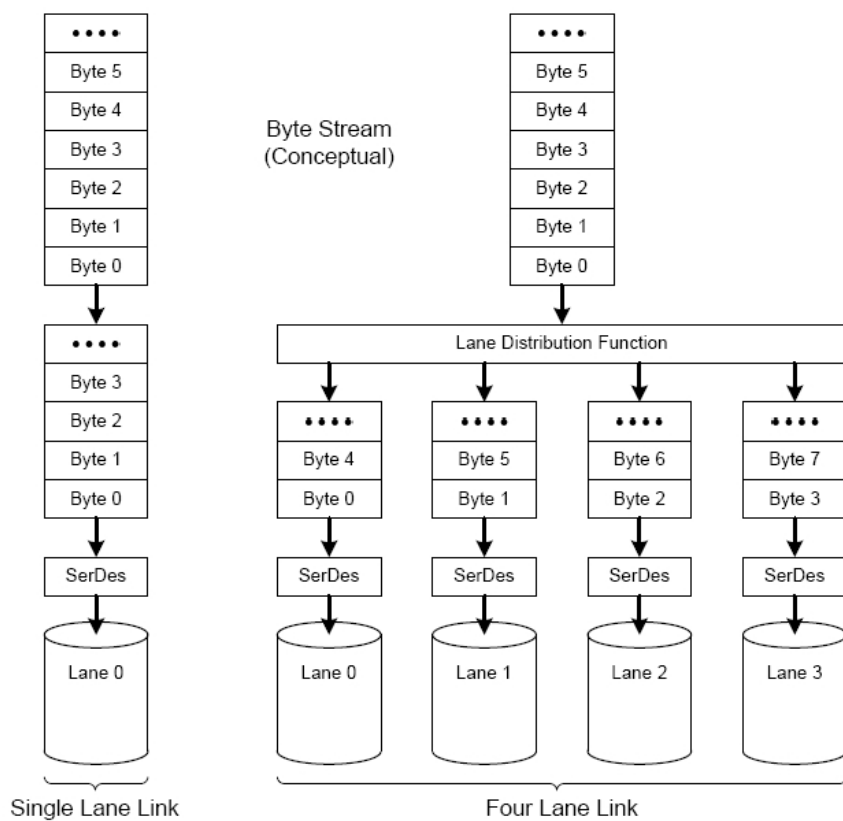 ••••
Byte 5
Byte 4
Byte 3
Byte 2
Byte 1
Byte 0
••••
Byte 3
Byte 2
Byte 1
Byte 0
SerDes
Lane 0
Single Lane Link
Byte Stream
(Conceptual)
••••
Byte 5
Byte 4
Byte 3
Byte 2
Byte 1
Byte 0
Lane Distribution Function
••••
Byte 4
Byte 0
SerDes
Lane 0
••••
Byte 5
Byte 1
SerDes
Lane 1
••••
Byte 6
Byte 2
SerDes
Lane 2
••••
Byte 7
Byte 3
SerDes
Lane 3
Four Lane Link